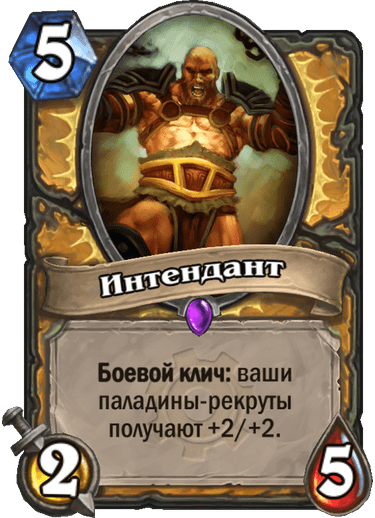 5
Интендант
Боевой клич: ваши
паладины-рекруты
получают +2/+2.
2
5